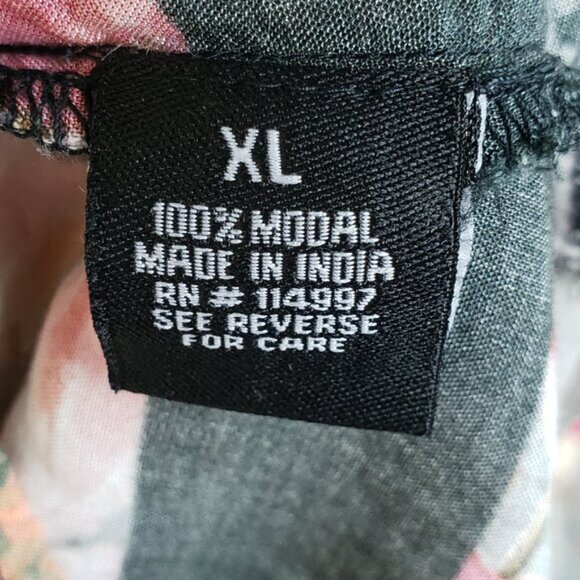 XL
100% MODAL
MADE IN INDIA
RN # 114997
SEE REVERSE
FOR CARE